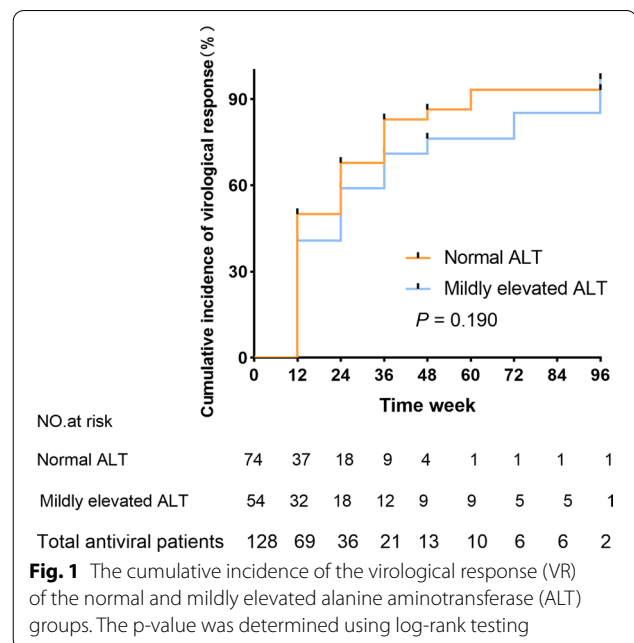 Cumulative incidence of virological response(%)
90
60
30
0
Normal ALT
Mildly elevated ALT
P = 0.190
0 12 24 36 48 60 72 84 96
Time week
NO.at risk
Normal ALT 74 37 18 9 4 1 1 1 1
Mildly elevated ALT 54 32 18 12 9 9 5 5 1
Total antiviral patients 128 69 36 21 13 10 6 6 2
Fig. 1 The cumulative incidence of the virological response (VR)
of the normal and mildly elevated alanine aminotransferase (ALT)
groups. The p-value was determined using log-rank testing